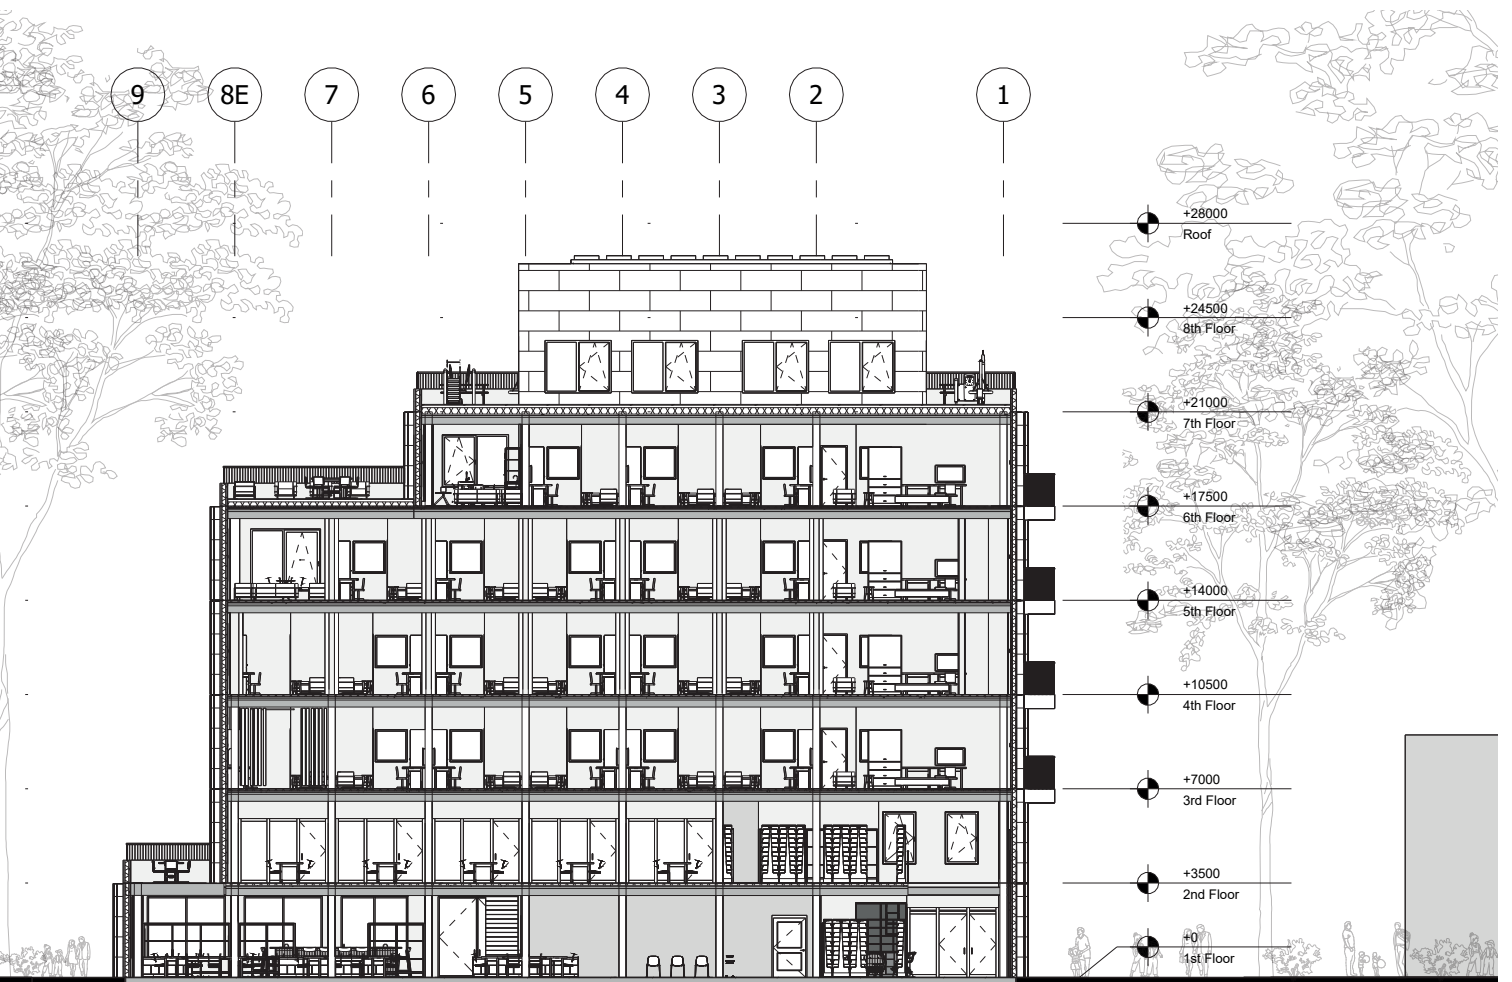 9
8E
7
6
5
4
3
2
1
+28000
Roof
+24500
8th Floor
+21000
7th Floor
+17500
6th Floor
+14000
5th Floor
+10500
4th Floor
+7000
3rd Floor
+3500
2nd Floor
+0
1st Floor